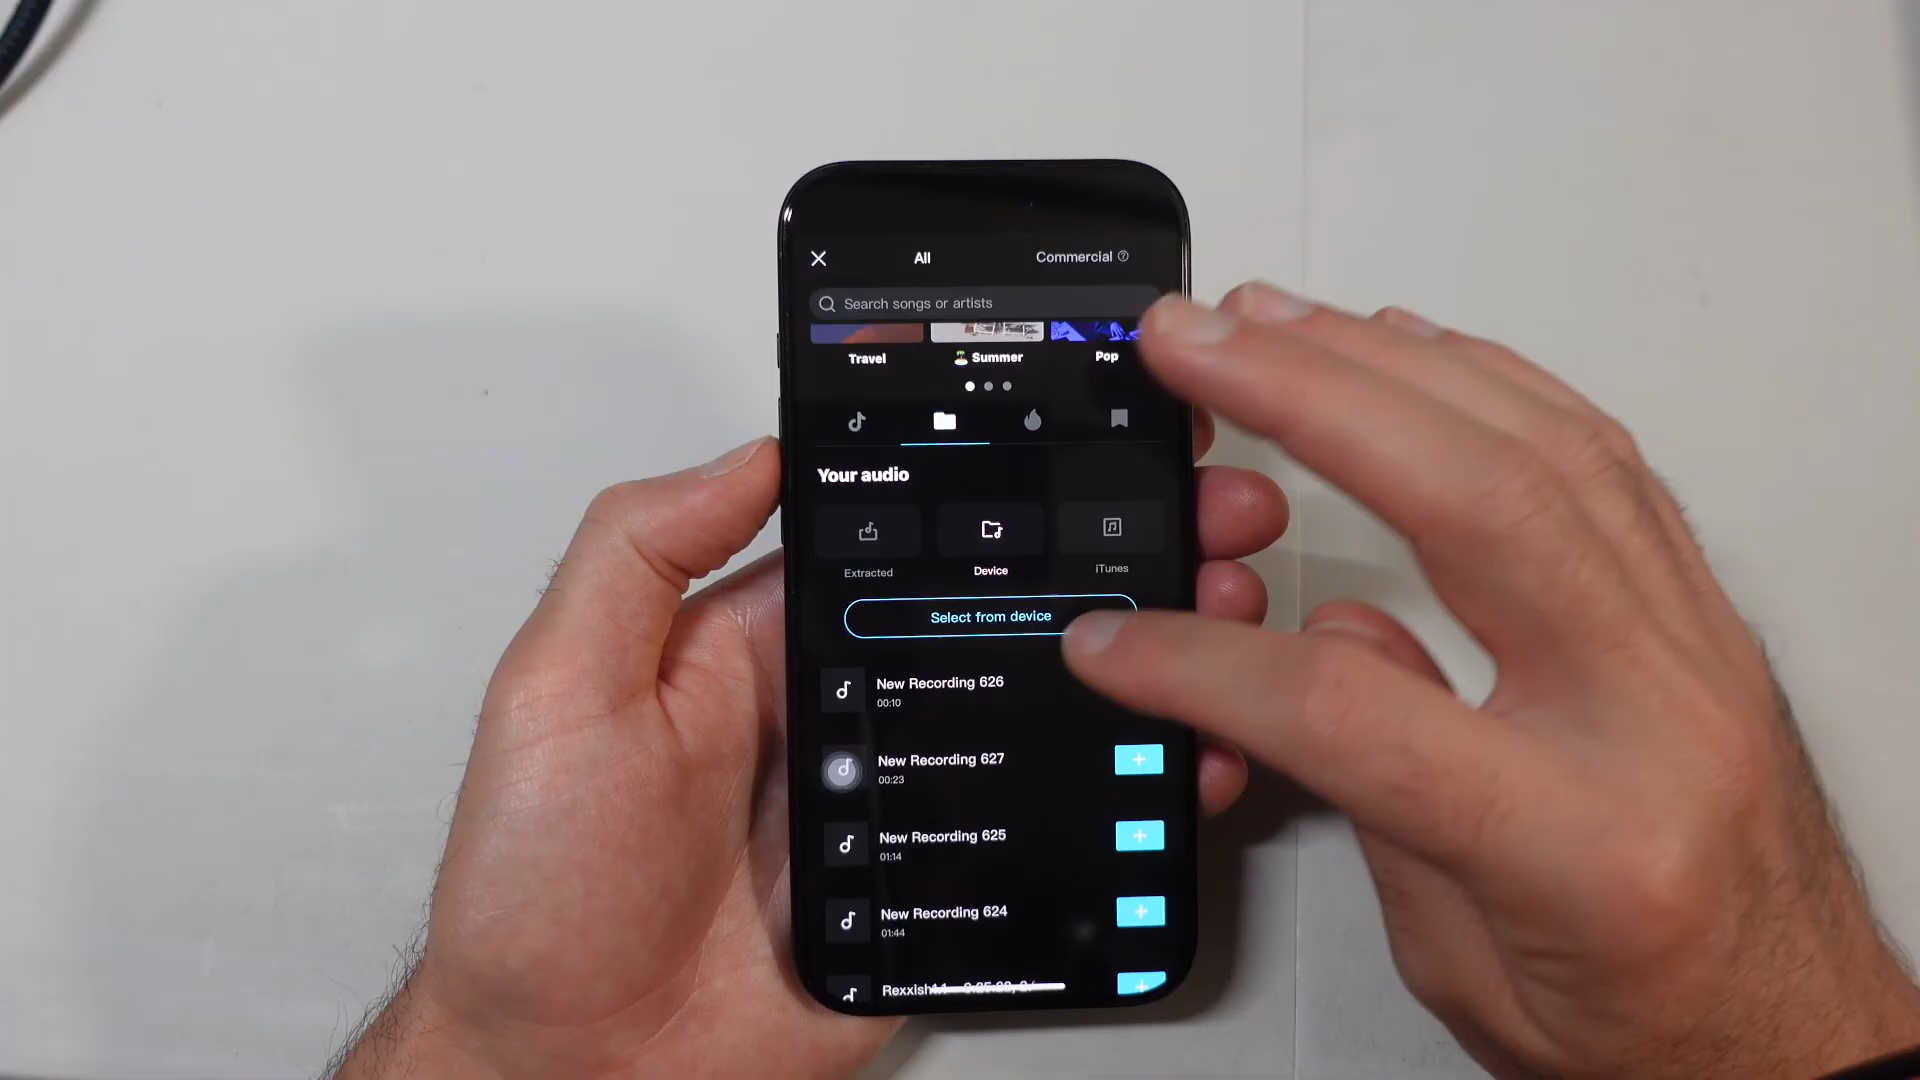 All
Commercial
Search songs or artists
Travel
Summer
Pop
Your audio
Extracted
Device
iTunes
Select from device
New Recording 626
00:10
New Recording 627
00:23
New Recording 625
01:14
New Recording 624
01:44